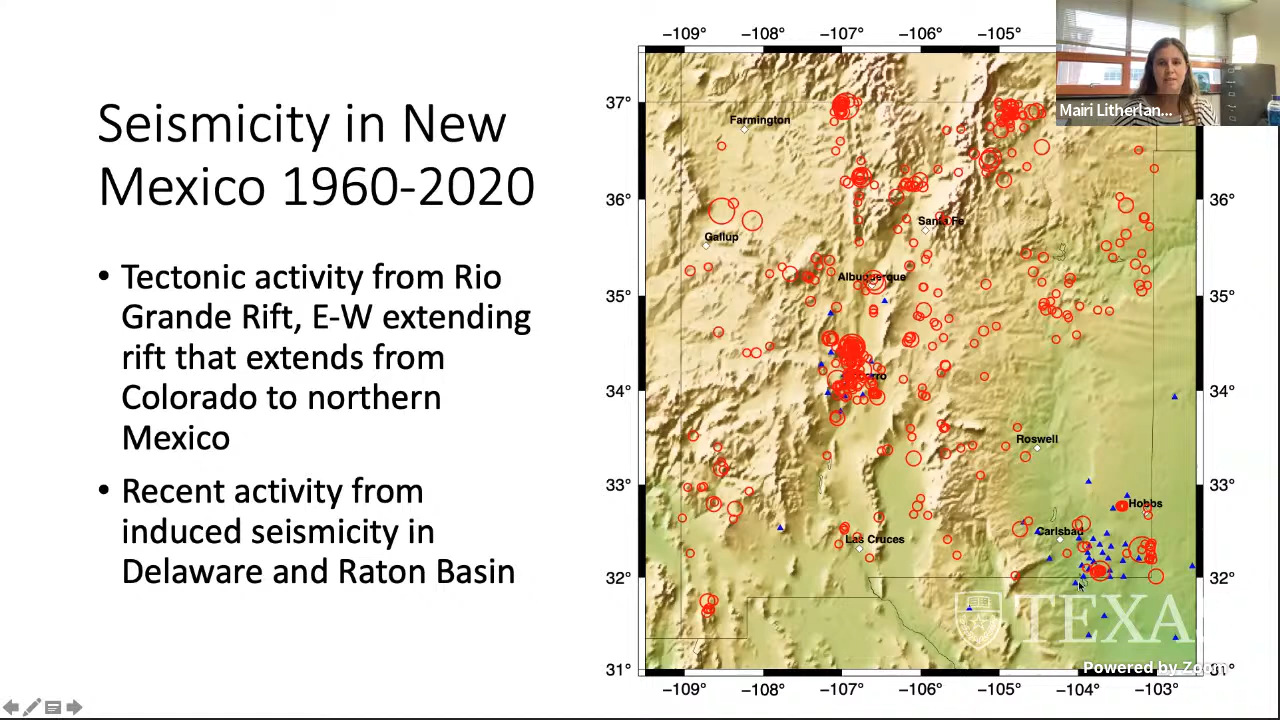 Seismicity in New
Mexico 1960-2020
• Tectonic activity from Rio
Grande Rift, E-W extending
rift that extends from
Colorado to northern
Mexico
• Recent activity from
induced seismicity in
Delaware and Raton Basin
−109° −108° −107° −106° −105°
37° 
36° 36°
35° 35°
34° 34°
33° 33°
32° 32°
31°
Farmington
Santa Fe
Gallup
Albuquerque
Roswell
Hobbs
Carlsbad
Las Cruces
−109° −108° −107° −106° −105° −104° −103°
Mairi Litherlan...
TEXAS
Powered by Zoom